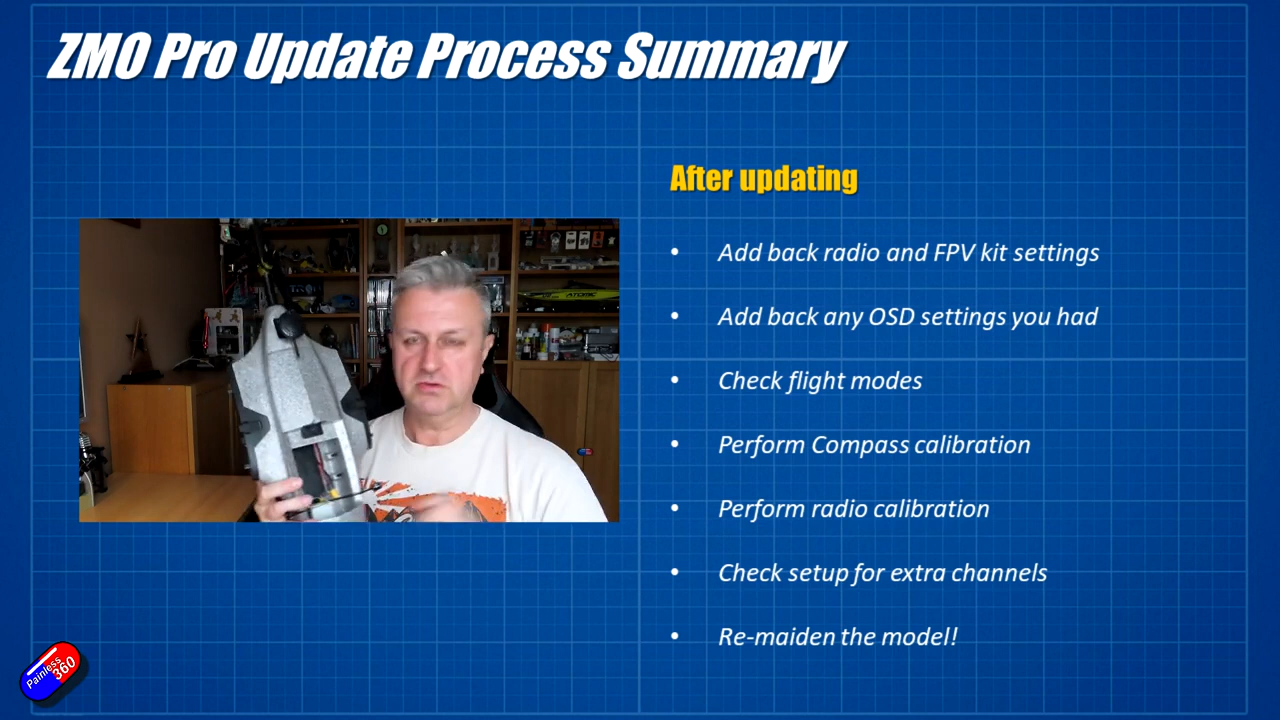 ZMO Pro Update Process Summary
After updating
• Add back radio and FPV kit settings
• Add back any OSD settings you had
• Check flight modes
• Perform Compass calibration
• Perform radio calibration
• Check setup for extra channels
• Re-maiden the model!
ATOMIC
Painless
360